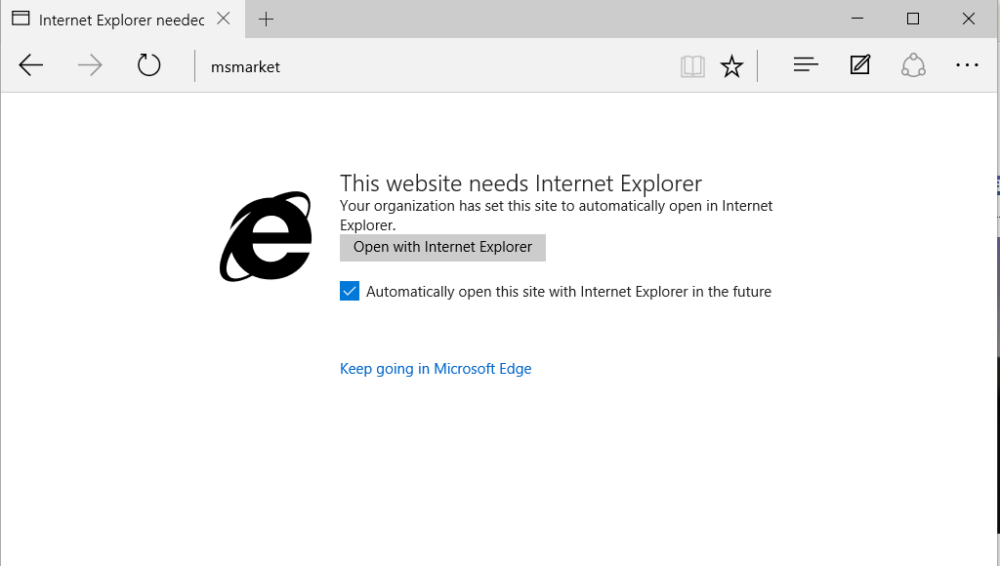 Internet Explorer needec
msmarket
This website needs Internet Explorer
Your organization has set this site to automatically open in Internet
Explorer.
Open with Internet Explorer
Automatically open this site with Internet Explorer in the future
Keep going in Microsoft Edge